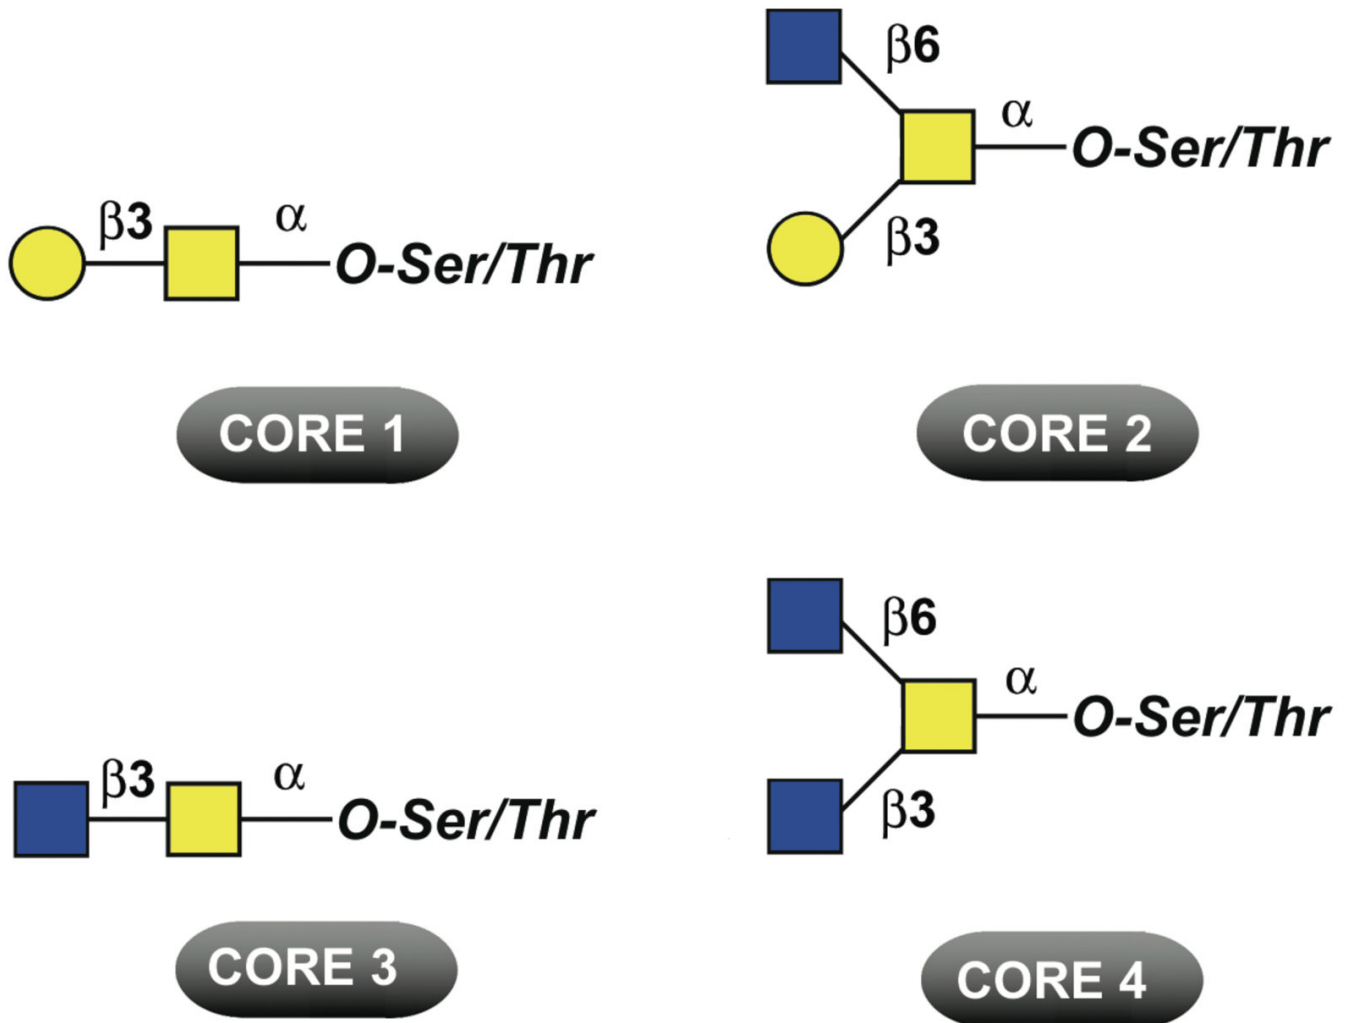 β3
α
O-Ser/Thr
CORE 1
β6
α
O-Ser/Thr
β3
CORE 2
β3
α
O-Ser/Thr
CORE 3
β6
α
O-Ser/Thr
β3
CORE 4